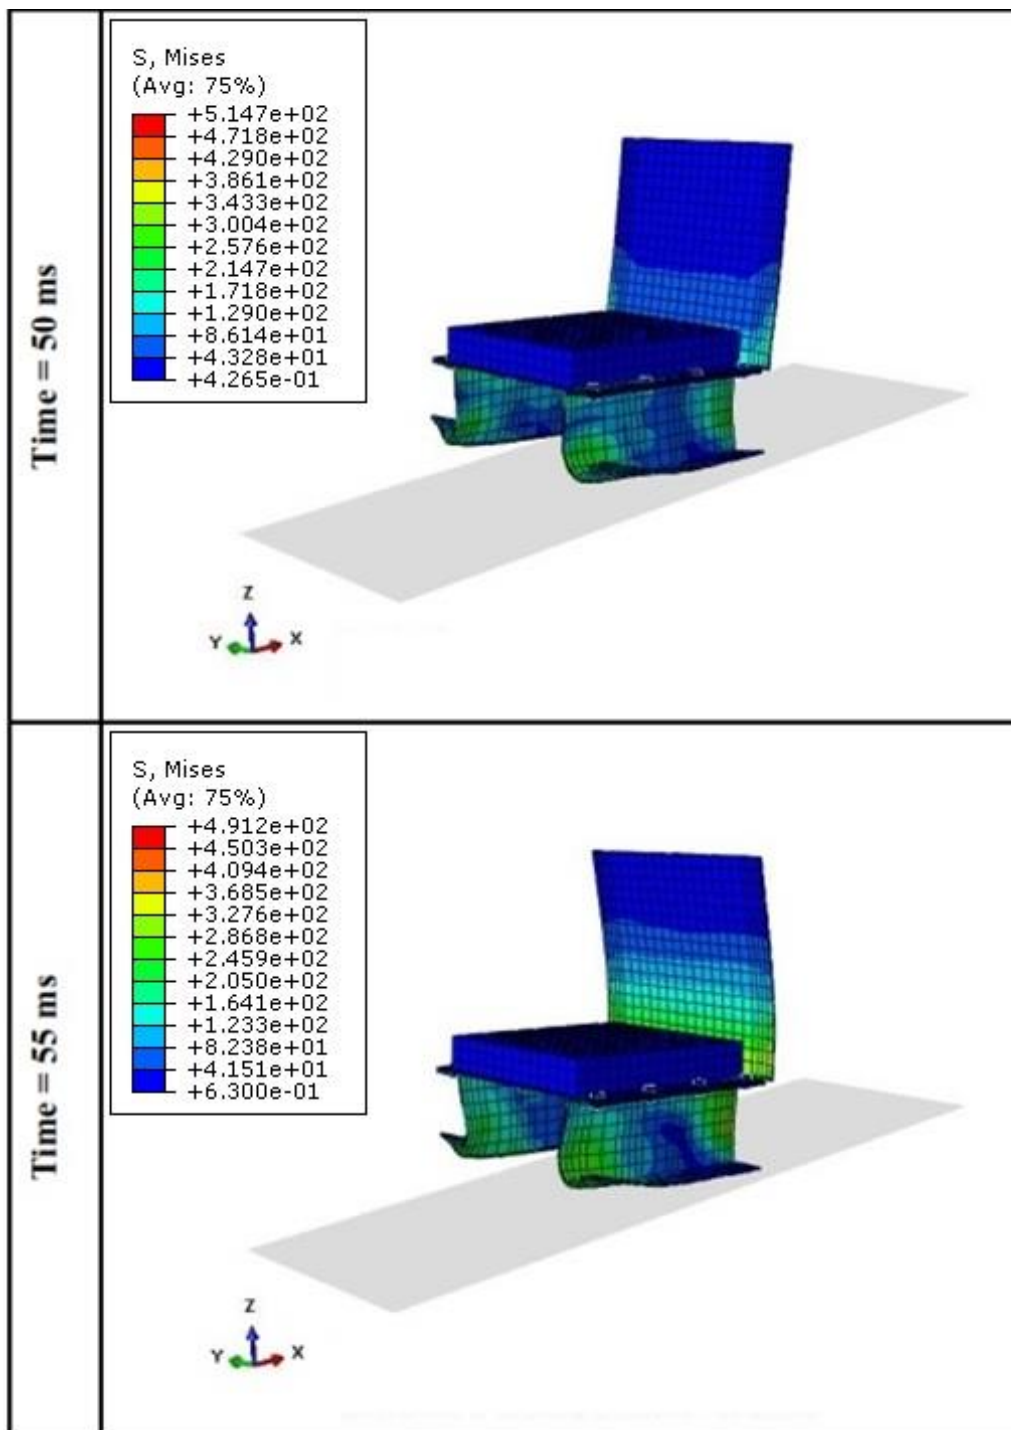 Time = 50 ms
S, Mises
(Avg: 75%)
+5.147e+02
+4.718e+02
+4.290e+02
+3.861e+02
+3.433e+02
+3.004e+02
+2.576e+02
+2.147e+02
+1.718e+02
+1.290e+02
+8.614e+01
+4.328e+01
+4.265e-01
Z
Y
X
Time = 55 ms
S, Mises
(Avg: 75%)
+4.912e+02
+4.503e+02
+4.094e+02
+3.685e+02
+3.276e+02
+2.868e+02
+2.459e+02
+2.050e+02
+1.641e+02
+1.233e+02
+8.238e+01
+4.151e+01
+6.300e-01
Z
Y
X